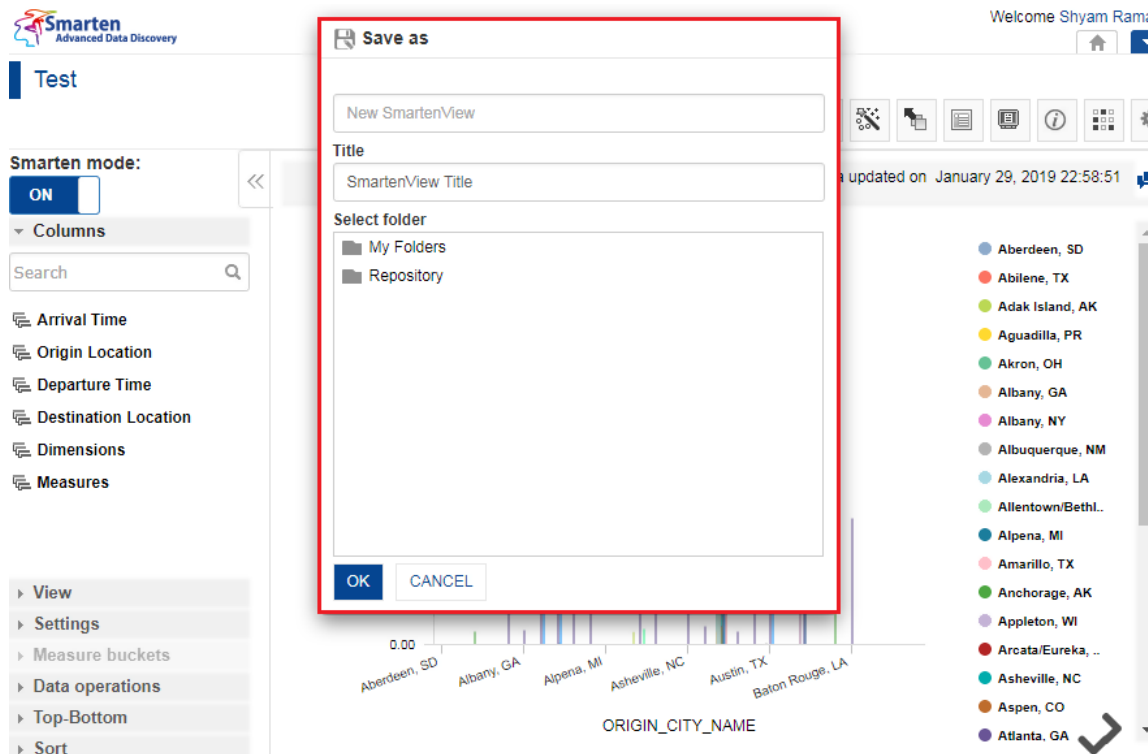 Smarten
Advanced Data Discovery
Welcome Shyam Rama
Test
Save as
New SmartenView
Title
SmartenView Title
Select folder
My Folders
Repository
OK
CANCEL
updated on January 29, 2019 22:58:51
Smarten mode:
ON
Columns
Search
Arrival Time
Origin Location
Departure Time
Destination Location
Dimensions
Measures
View
Settings
Measure buckets
Data operations
Top-Bottom
Sort
0.00
Aberdeen, SD
Albany, GA
Alpena, MI
Asheville, NC
Austin, TX
Baton Rouge, LA
ORIGIN_CITY_NAME
Aberdeen, SD
Abilene, TX
Adak Island, AK
Aguadilla, PR
Akron, OH
Albany, GA
Albany, NY
Albuquerque, NM
Alexandria, LA
Allentown/Bethl..
Alpena, MI
Amarillo, TX
Anchorage, AK
Appleton, WI
Arcata/Eureka, ..
Asheville, NC
Aspen, CO
Atlanta, GA